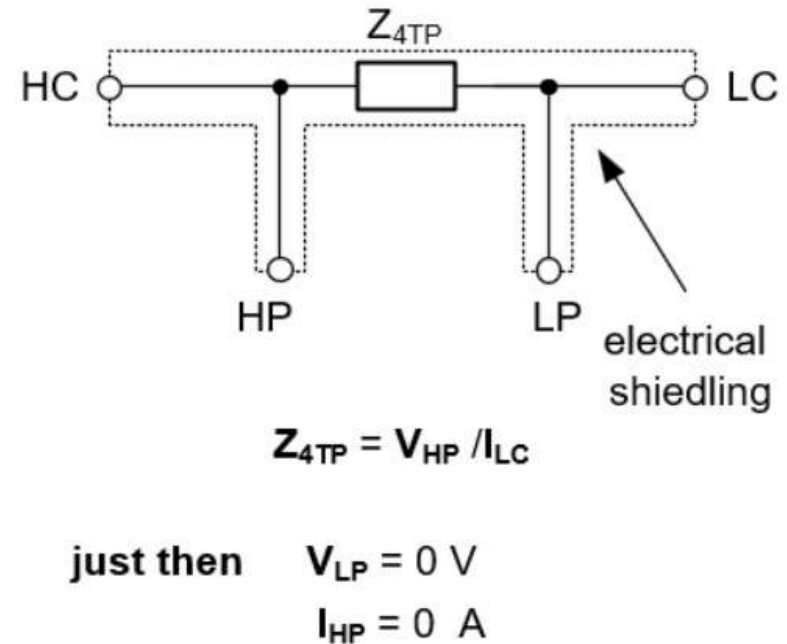 Z4TP
HC
LC
HP
LP
electrical
shiedling
Z4TP = VHP /ILC
just then VLP = 0 V
IHP = 0 A